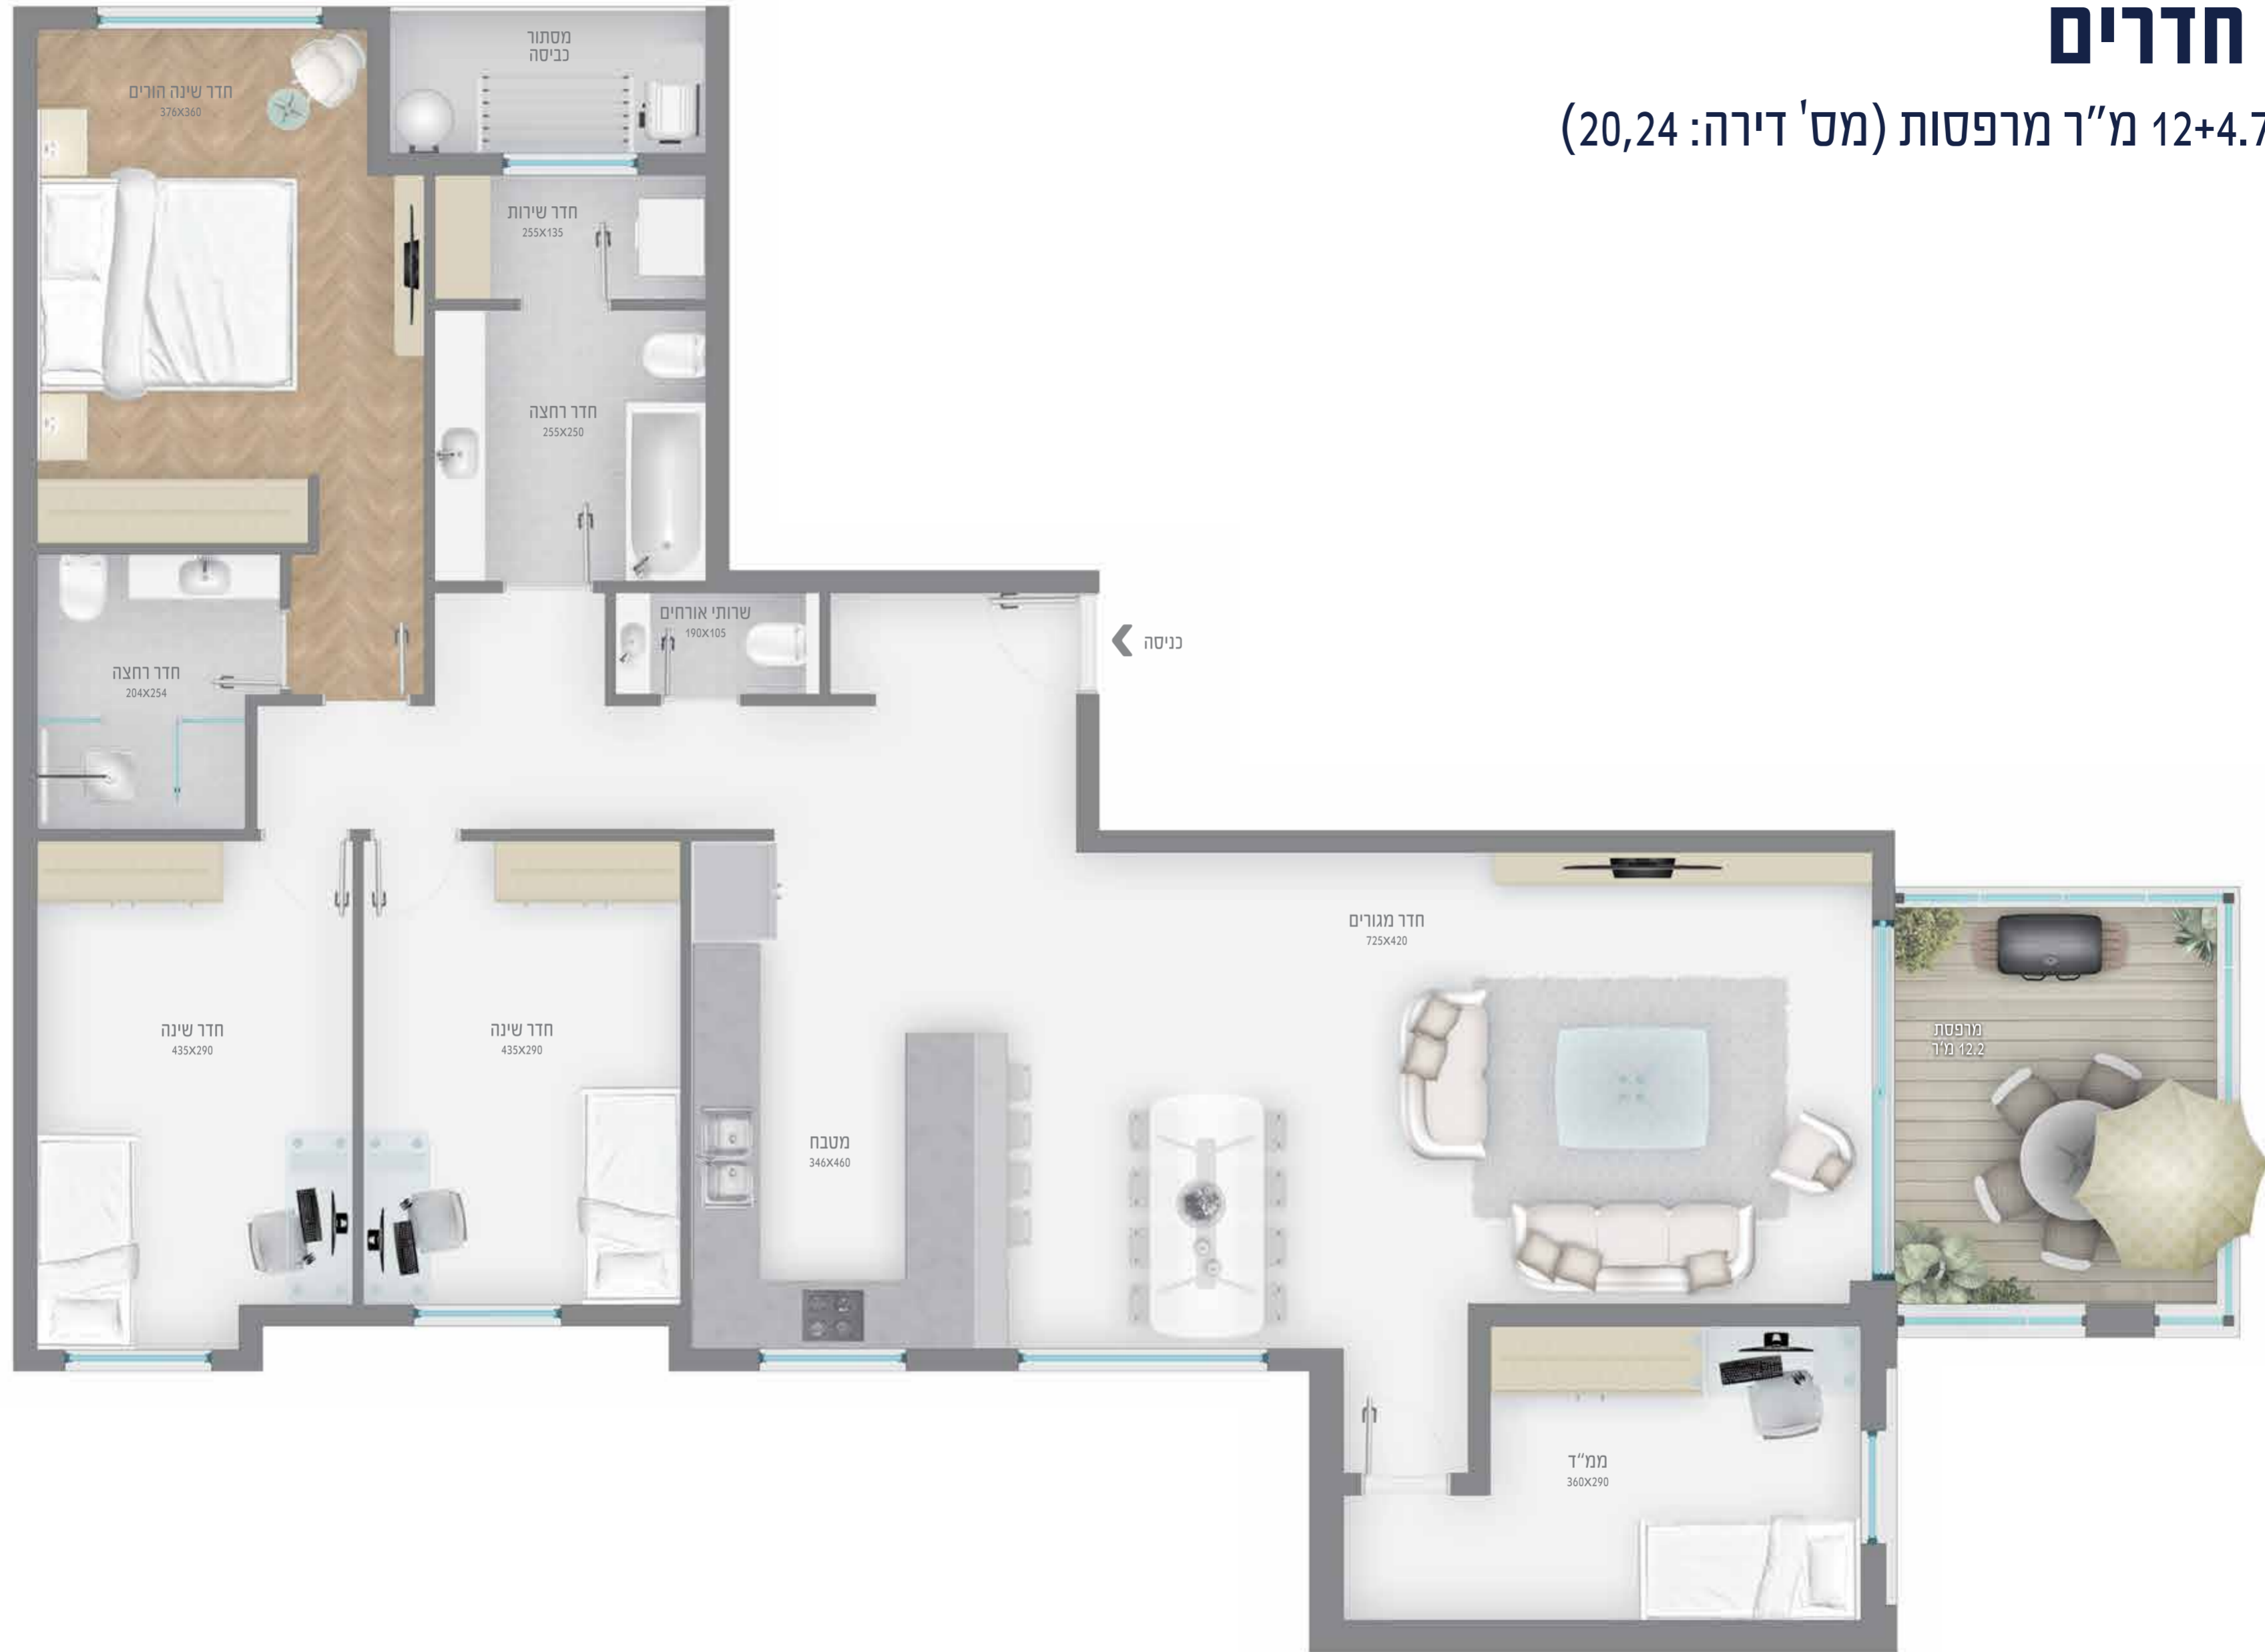 חדרים
12+4.7 מ״ר מרפסות (מס' דירה: 20,24)
מסתור
כביסה
חדר שינה הורים
376X360
חדר שירות
255X135
חדר רחצה
255X250
שרותי אורחים
190X105
כניסה
חדר רחצה
204X254
חדר מגורים
725X420
מרפסת
12.2 מ״ר
חדר שינה
435X290
חדר שינה
435X290
מטבח
346X460
ממ״ד
360X290